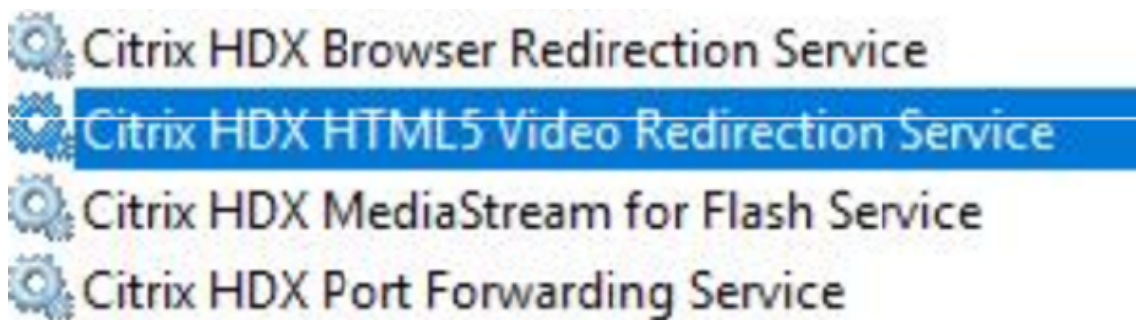 Citrix HDX Browser Redirection Service
Citrix HDX HTML5 Video Redirection Service
Citrix HDX MediaStream for Flash Service
Citrix HDX Port Forwarding Service